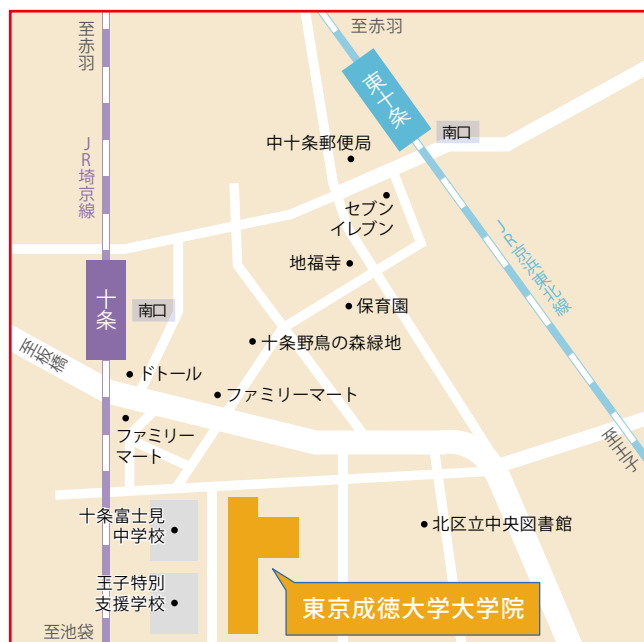 至赤羽
至赤羽
東十条
南口
中十条郵便局
JR埼京線
セブン
イレブン
地福寺
JR京浜東北線
十条
南口
保育園
十条野鳥の森緑地
至板橋
ドトール
ファミリーマート
ファミリー
マート
至王子
十条富士見
中学校
北区立中央図書館
王子特別
支援学校
東京成徳大学大学院
至池袋